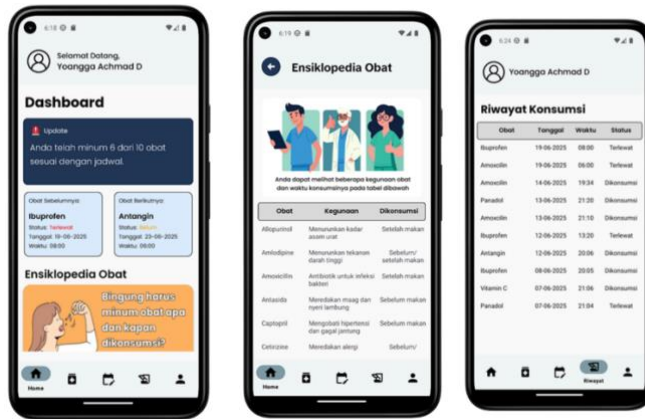 6:18
Selamat Datang,
Yoangga Achmad D
Dashboard
Update
Anda telah minum 6 dari 10 obat
sesuai dengan jadwal.
Obat Sebelumnya:
Ibuprofen
Status: Terlewat
Tanggal: 19-06-2025
Waktu: 08:00
Obat Berikutnya:
Antangin
Status: Belum
Tanggal: 23-06-2025
Waktu: 06:00
Ensiklopedia Obat
Bingung harus
minum obat apa
dan kapan
dikonsumsi?
Home
6:19
Ensiklopedia Obat
Anda dapat melihat beberapa kegunaan obat
dan waktu konsumsinya pada tabel dibawah
Obat Kegunaan Dikonsumsi
Allopurinol Menurunkan kadar asam urat Setelah makan
Amlodipine Menurunkan tekanan darah tinggi Sebelum/ setelah makan
Amoxicillin Antibiotik untuk infeksi bakteri Setelah makan
Antasida Meredakan maag dan nyeri lambung Sebelum makan
Captopril Mengobati hipertensi dan gagal jantung Sebelum makan
Cetirizine Meredakan alergi Sebelum/
Home
6:24
Yoangga Achmad D
Riwayat Konsumsi
Obat Tanggal Waktu Status
Ibuprofen 19-06-2025 08:00 Terlewat
Amoxcilin 19-06-2025 06:00 Terlewat
Amoxcilin 14-06-2025 19:34 Dikonsumsi
Panadol 13-06-2025 21:20 Dikonsumsi
Amoxcilin 13-06-2025 21:10 Dikonsumsi
Ibuprofen 12-06-2025 13:20 Terlewat
Antangin 12-06-2025 20:06 Dikonsumsi
Ibuprofen 08-06-2025 20:05 Dikonsumsi
Vitamin C 07-06-2025 21:06 Dikonsumsi
Panadol 07-06-2025 21:04 Terlewat
Riwayat